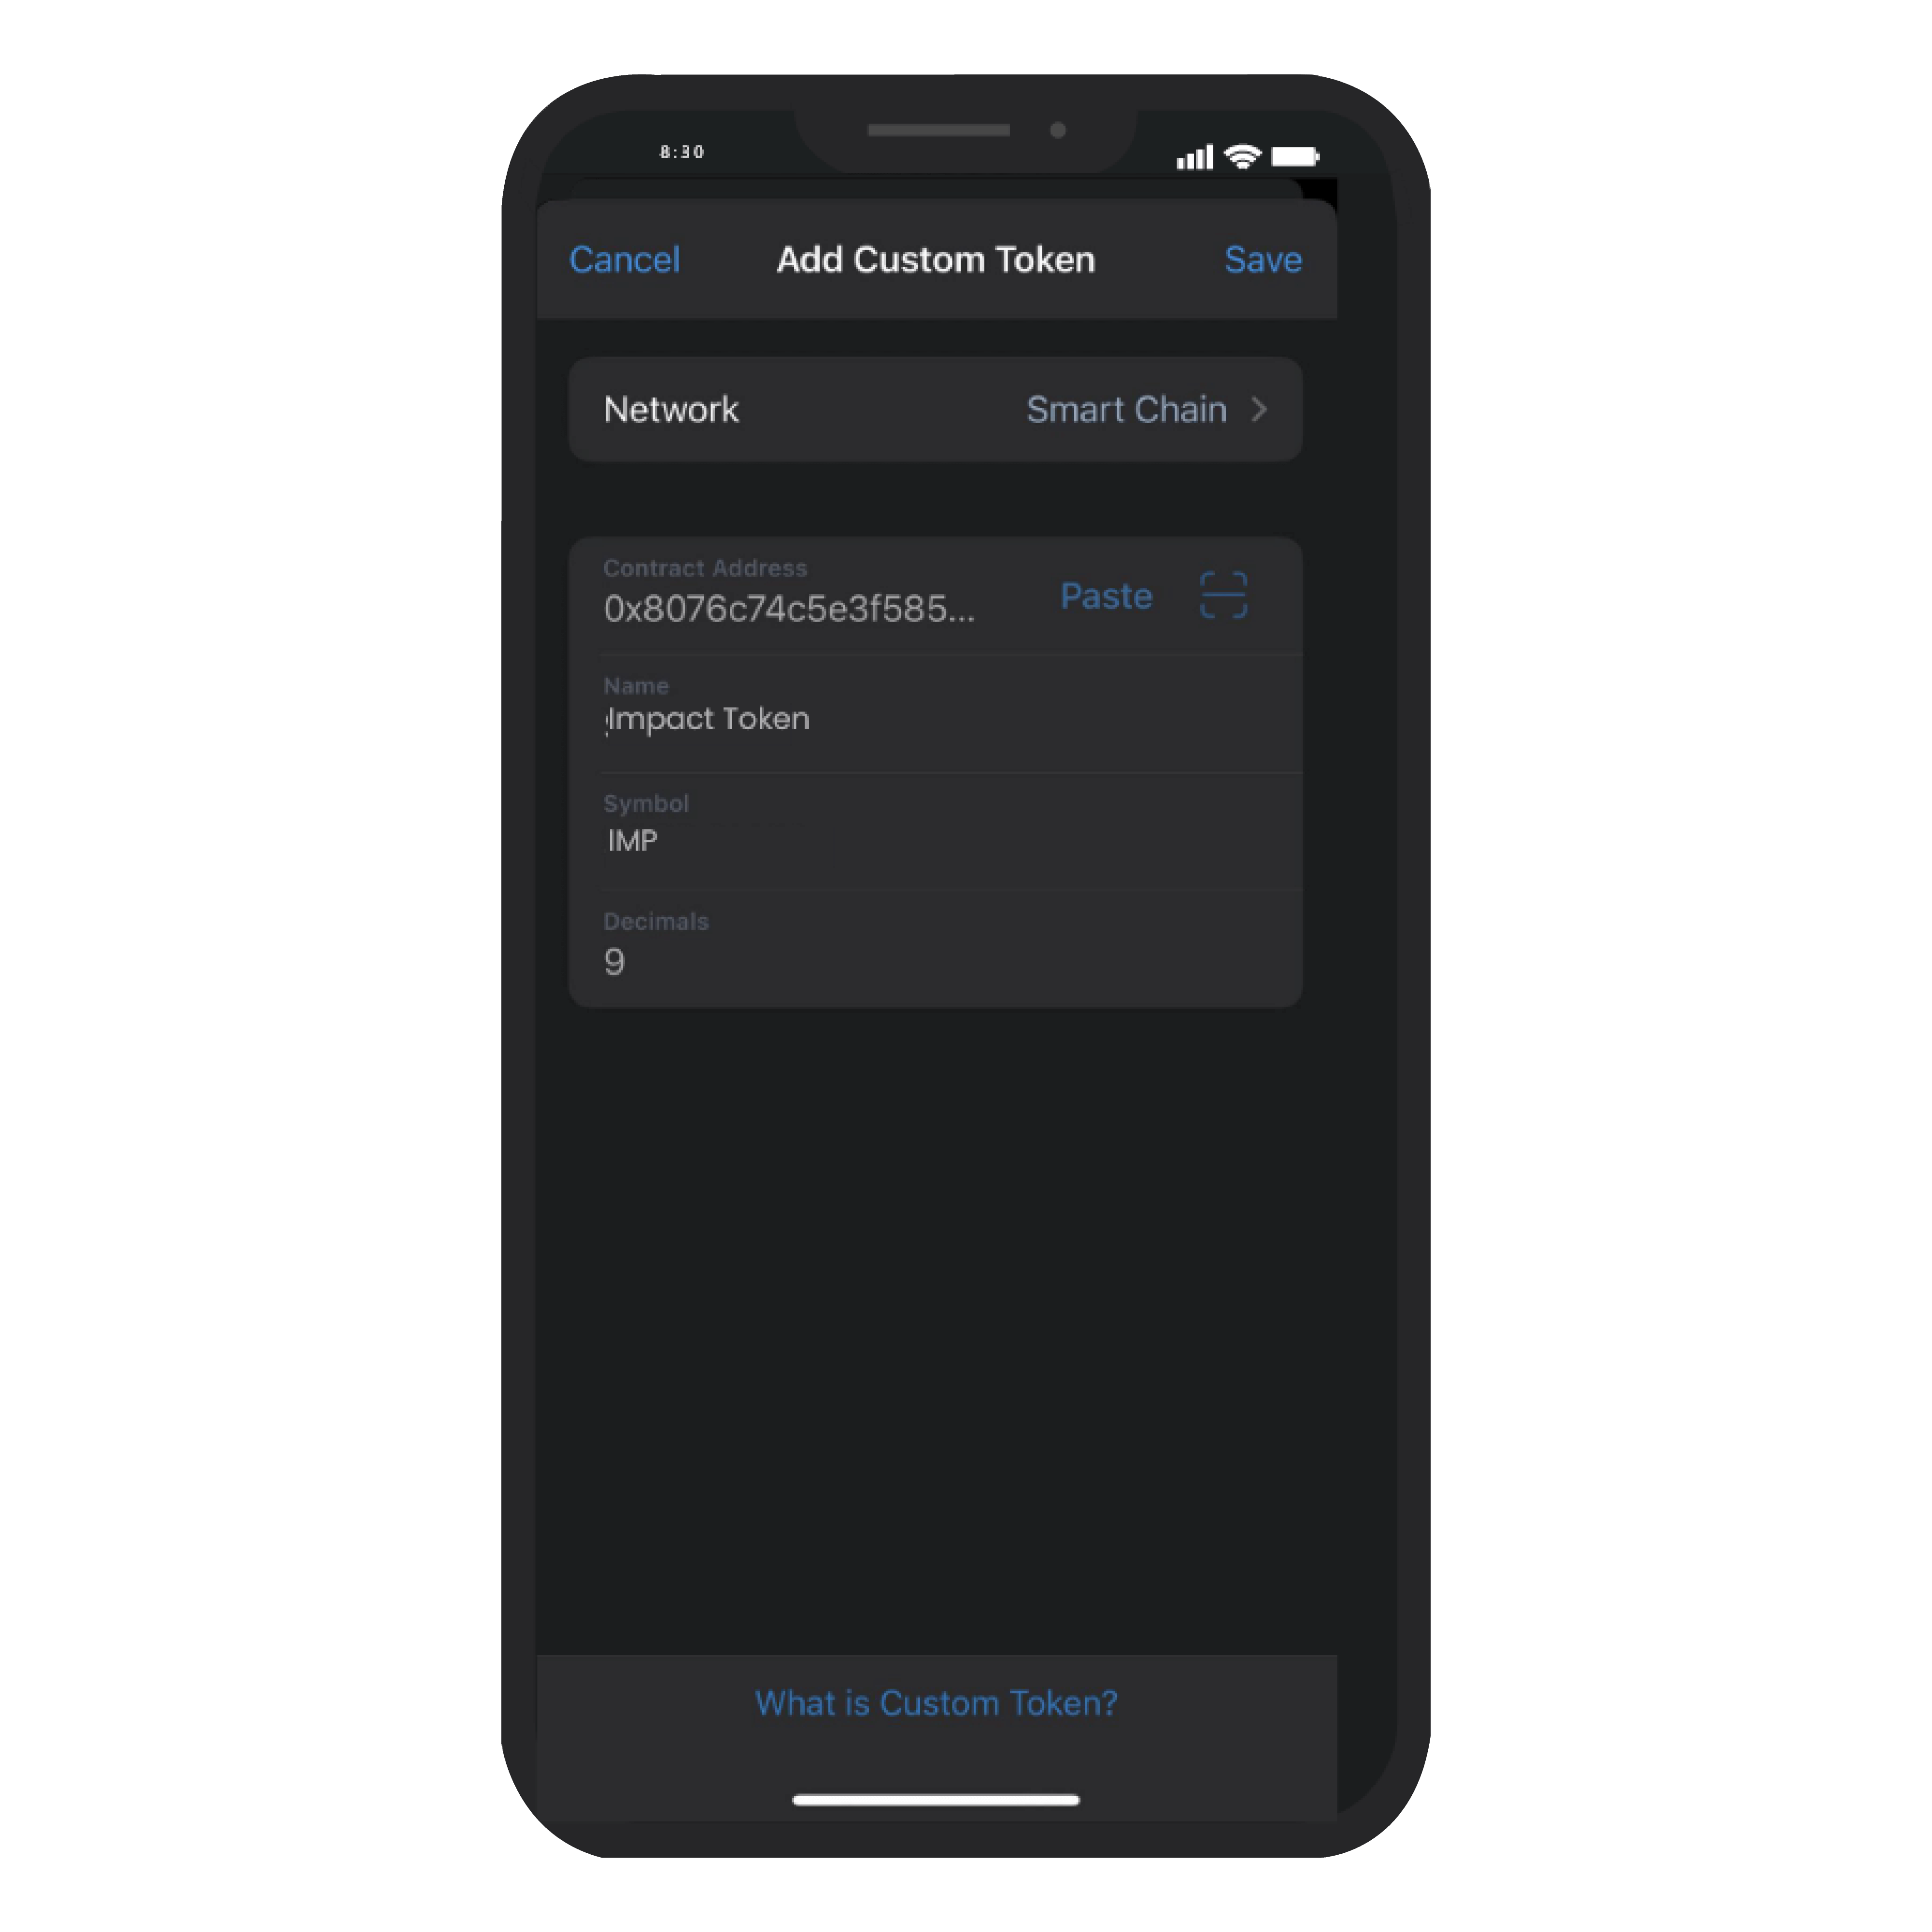 8:30
Cancel Add Custom Token Save
Network Smart Chain
Contract Address
0x8076c74c5e3f585... Paste
Name
Impact Token
Symbol
IMP
Decimals
9
What is Custom Token?